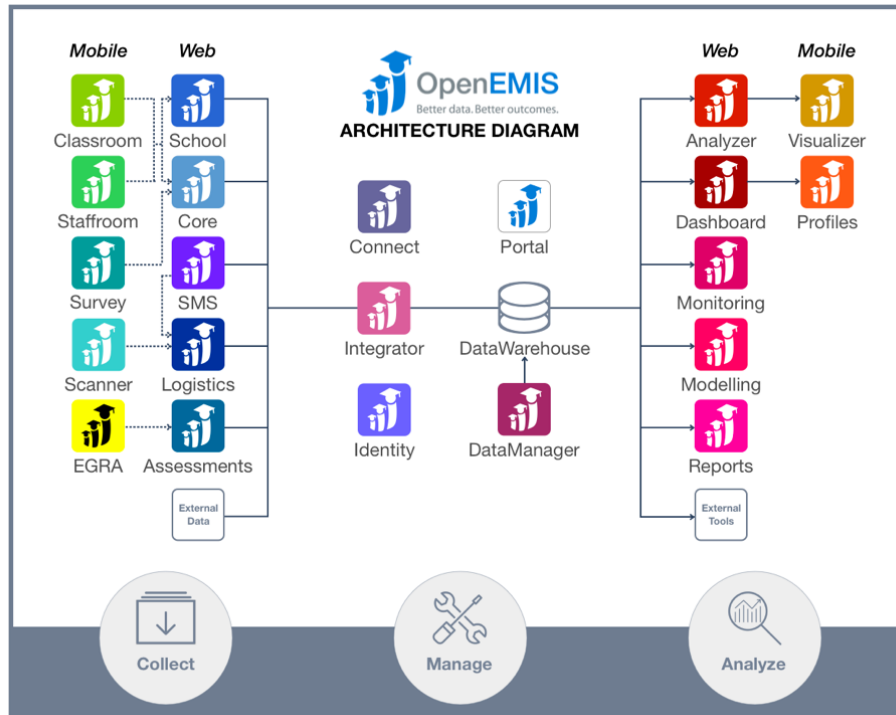 Mobile Web
OpenEMIS
Better data. Better outcomes.
ARCHITECTURE DIAGRAM
Web Mobile
Classroom School
Analyzer Visualizer
Staffroom Core
Connect Portal
Dashboard Profiles
Survey SMS
Monitoring
Scanner Logistics
Integrator DataWarehouse
Modelling
EGRA Assessments
Identity DataManager
Reports
External
Data
External
Tools
Collect
Manage
Analyze